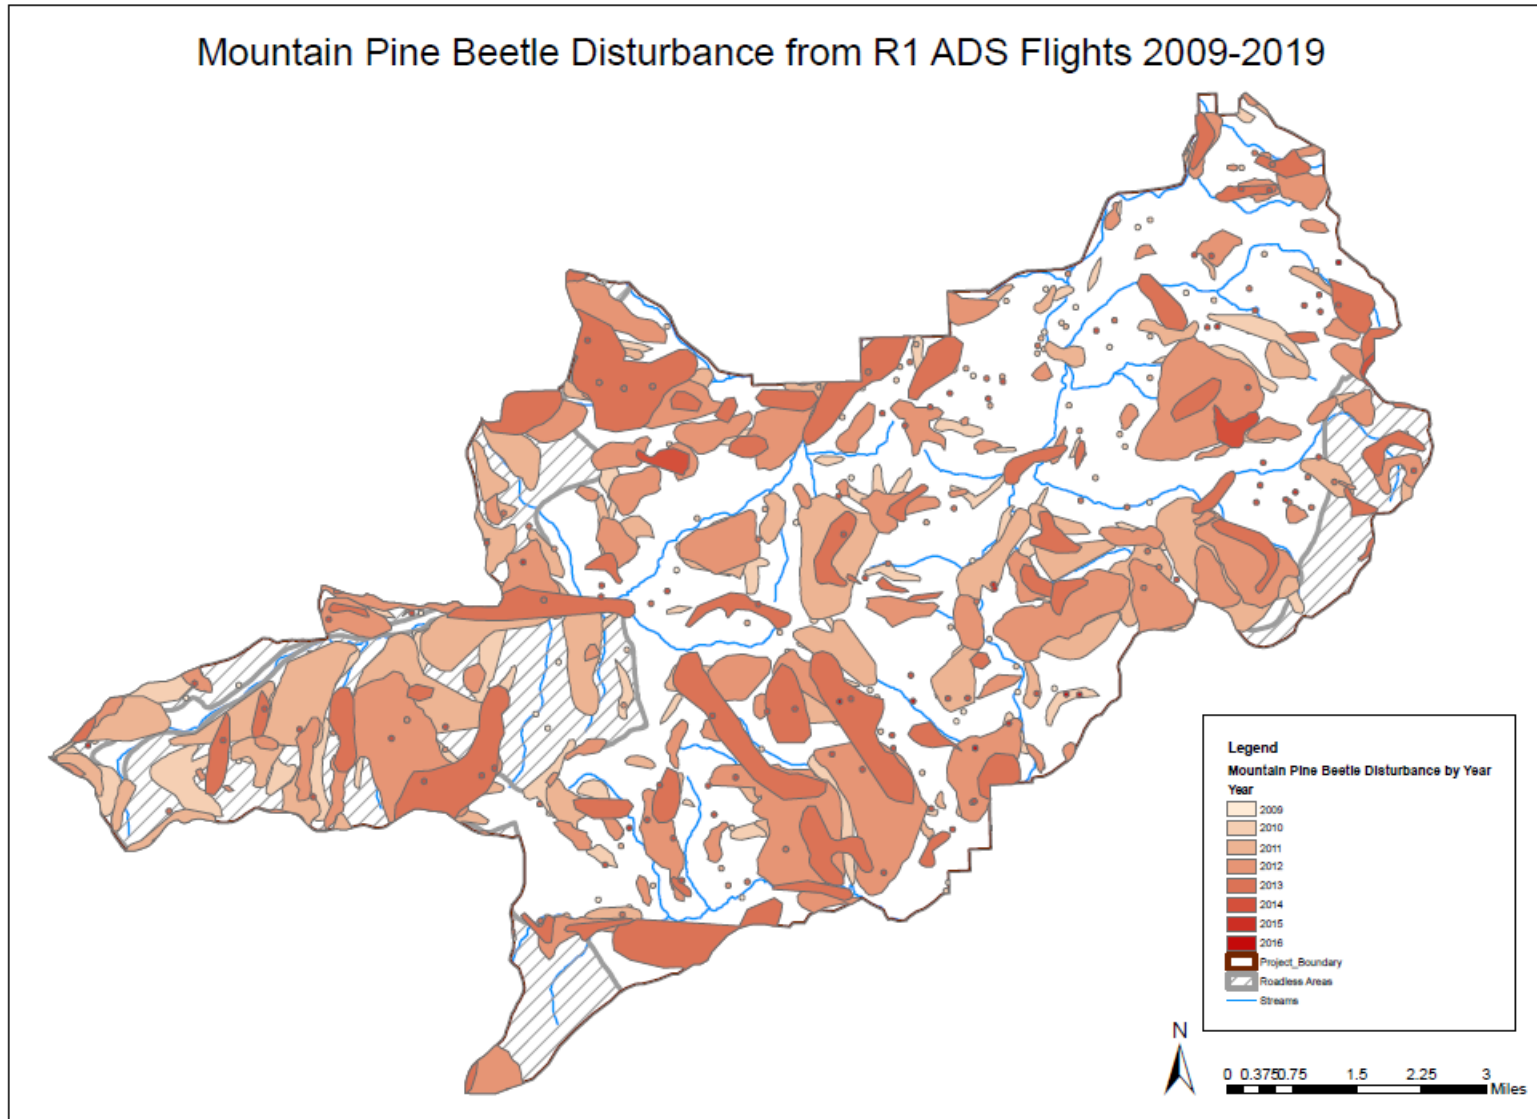 Mountain Pine Beetle Disturbance from R1 ADS Flights 2009-2019
Legend
Mountain Pine Beetle Disturbance by Year
Year
2009
2010
2011
2012
2013
2014
2015
2016
Project_Boundary
Roadless Areas
Streams
N
0 0.375 0.75 1.5 2.25 3
Miles